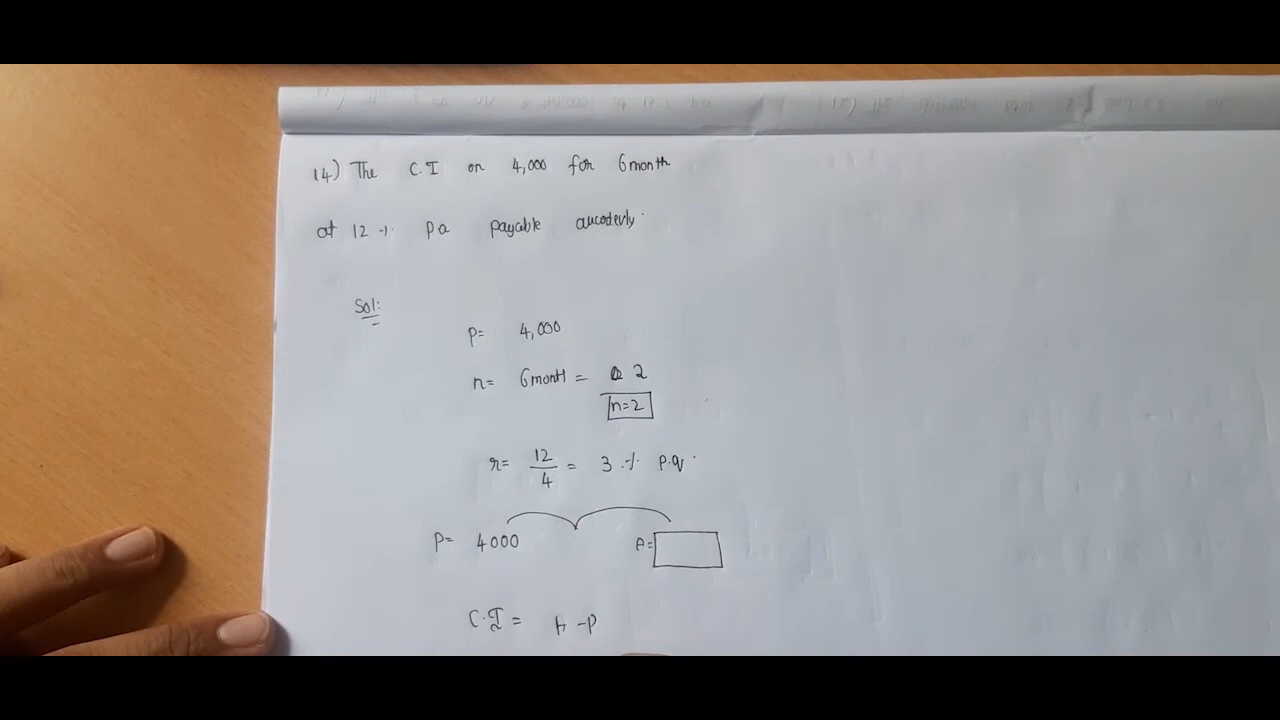 14) The C.I on 4,000 for 6month
at 12 % pa payable
Sol:
P= 4,000
n= 6month = 2
n=2
r= 12/4 = 3 % p.q.
P= 4000 A=
C.I = A-P